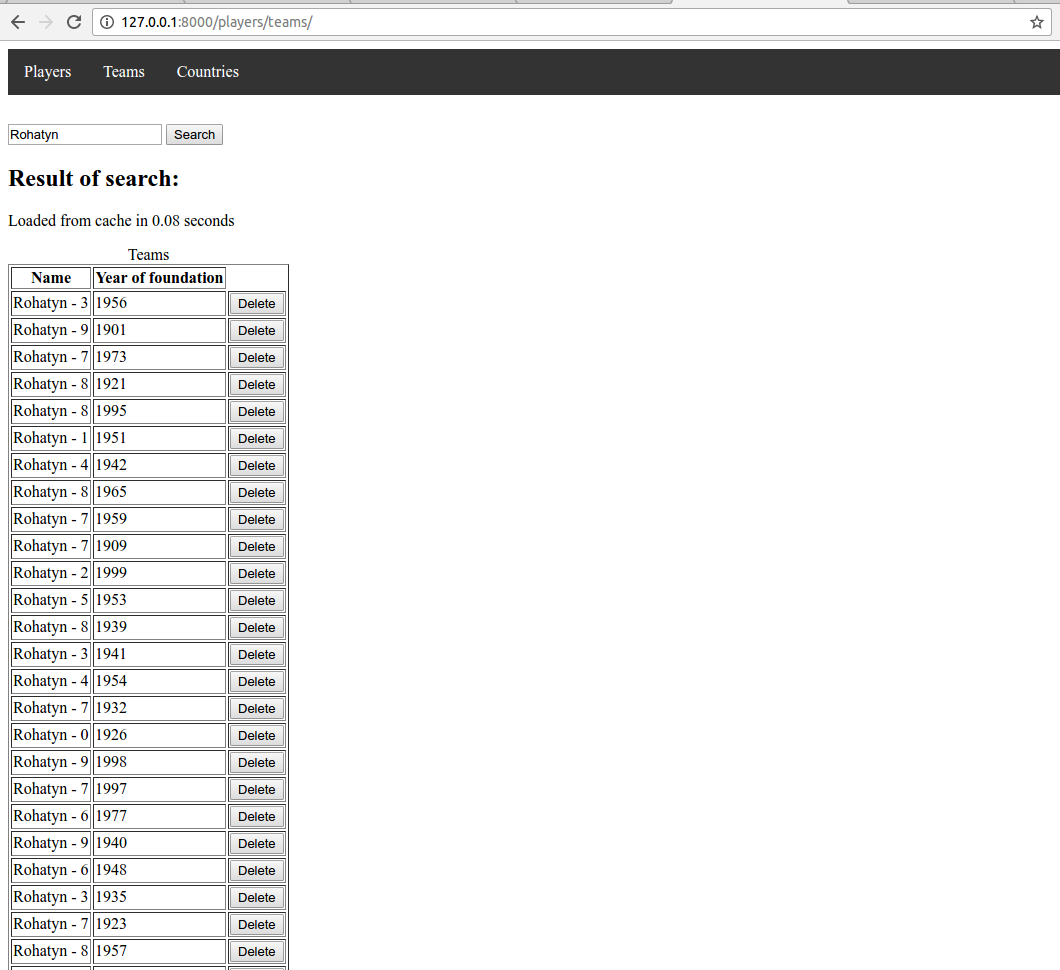 127.0.0.1:8000/players/teams/
Players Teams Countries
Rohatyn Search
Result of search:
Loaded from cache in 0.08 seconds
Teams
Name Year of foundation
Rohatyn - 3 1956 Delete
Rohatyn - 9 1901 Delete
Rohatyn - 7 1973 Delete
Rohatyn - 8 1921 Delete
Rohatyn - 8 1995 Delete
Rohatyn - 1 1951 Delete
Rohatyn - 4 1942 Delete
Rohatyn - 8 1965 Delete
Rohatyn - 7 1959 Delete
Rohatyn - 7 1909 Delete
Rohatyn - 2 1999 Delete
Rohatyn - 5 1953 Delete
Rohatyn - 8 1939 Delete
Rohatyn - 3 1941 Delete
Rohatyn - 4 1954 Delete
Rohatyn - 7 1932 Delete
Rohatyn - 0 1926 Delete
Rohatyn - 9 1998 Delete
Rohatyn - 7 1997 Delete
Rohatyn - 6 1977 Delete
Rohatyn - 9 1940 Delete
Rohatyn - 6 1948 Delete
Rohatyn - 3 1935 Delete
Rohatyn - 7 1923 Delete
Rohatyn - 8 1957 Delete